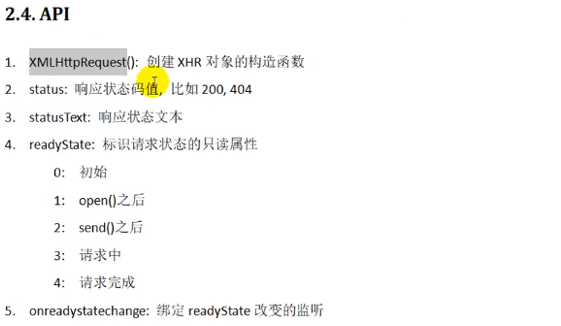 2.4. API
1. XMLHttpRequest(): 创建 XHR 对象的构造函数
2. status: 响应状态码值, 比如 200, 404
3. statusText: 响应状态文本
4. readyState: 标识请求状态的只读属性
0: 初始
1: open()之后
2: send()之后
3: 请求中
4: 请求完成
5. onreadystatechange: 绑定 readyState 改变的监听